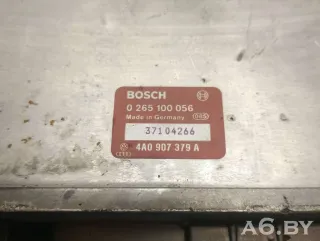 BOSCH
0 265 100 056
Made in Germany
37104266
4A0 907 379 A
A6.BY